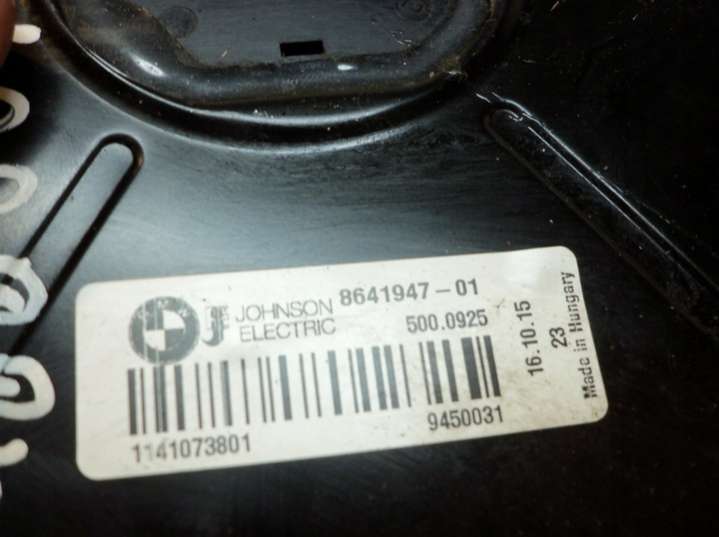 JOHNSON
ELECTRIC
8641947-01
500.0925
1141073801
9450031
16.10.15
23
Made in Hungary